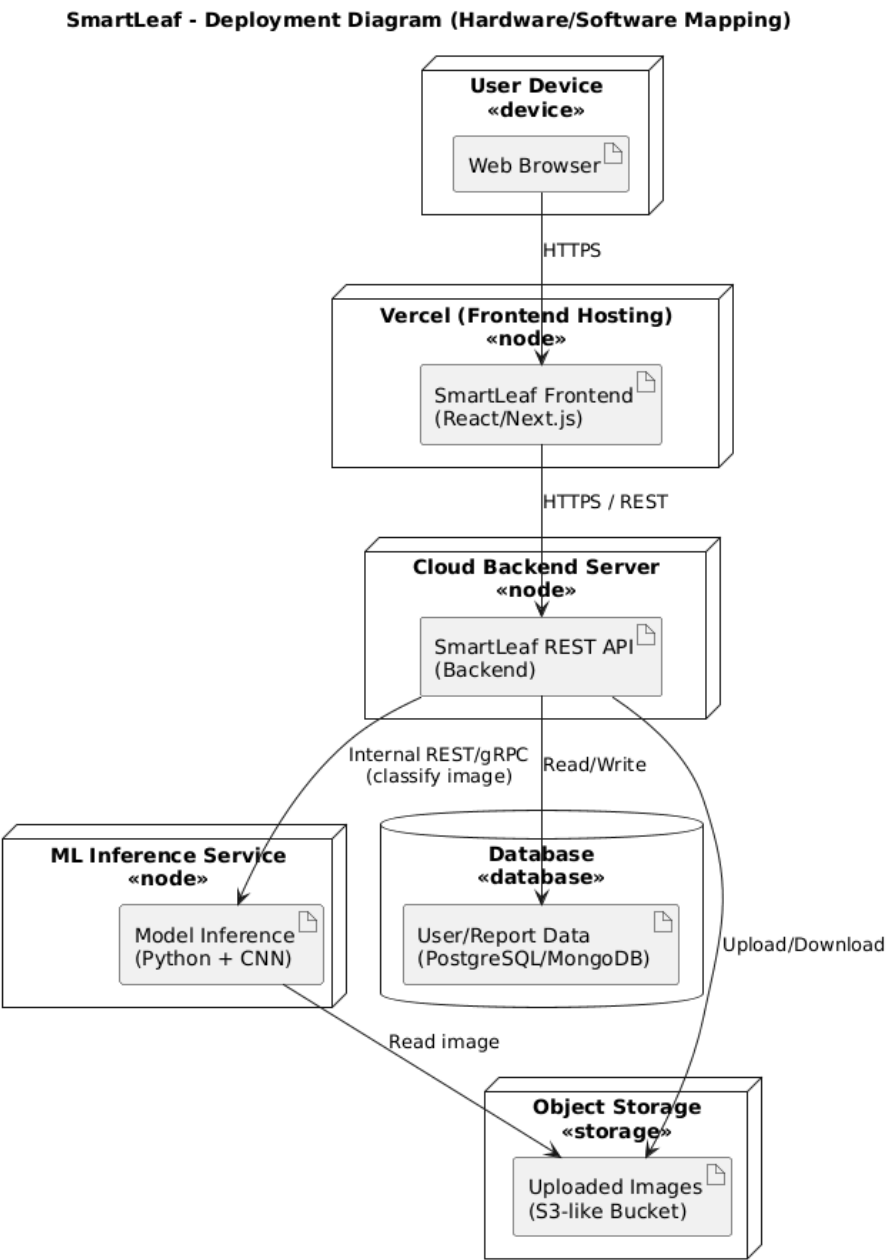 SmartLeaf - Deployment Diagram (Hardware/Software Mapping)
User Device
«device»
Web Browser
HTTPS
Vercel (Frontend Hosting)
«node»
SmartLeaf Frontend
(React/Next.js)
HTTPS / REST
Cloud Backend Server
«node»
SmartLeaf REST API
(Backend)
Internal REST/gRPC
(classify image)
Read/Write
ML Inference Service
«node»
Model Inference
(Python + CNN)
Database
«database»
User/Report Data
(PostgreSQL/MongoDB)
Upload/Download
Read image
Object Storage
«storage»
Uploaded Images
(S3-like Bucket)